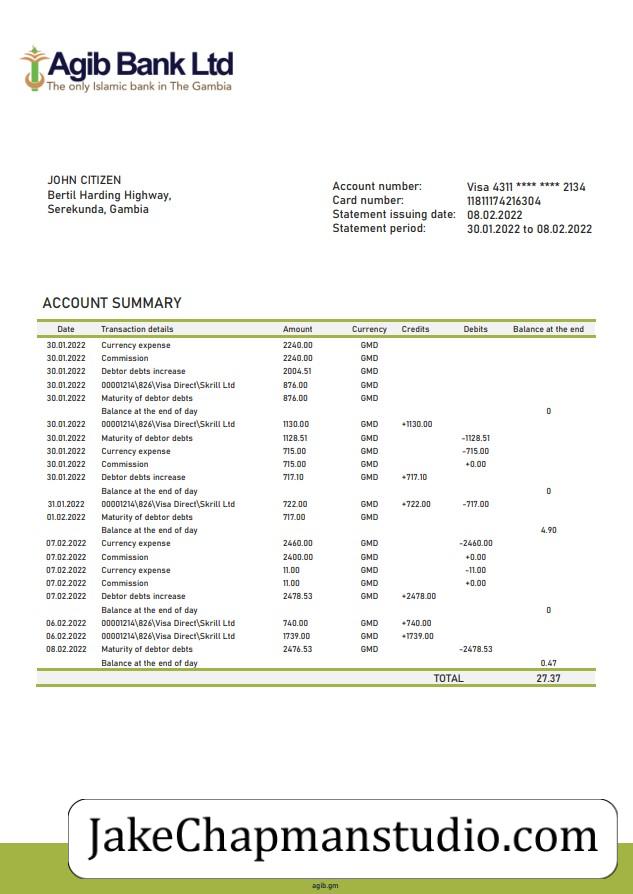 Agib Bank Ltd
The only Islamic bank in The Gambia
JOHN CITIZEN
Bertil Harding Highway,
Serekunda, Gambia
Account number: Visa 4311 **** **** 2134
Card number: 11811174216304
Statement issuing date: 08.02.2022
Statement period: 30.01.2022 to 08.02.2022
ACCOUNT SUMMARY
Date Transaction details Amount Currency Credits Debits Balance at the end
30.01.2022 Currency expense 2240.00 GMD
30.01.2022 Commission 2240.00 GMD
30.01.2022 Debtor debts increase 2004.51 GMD
30.01.2022 00001214\826\Visa Direct\Skrill Ltd 876.00 GMD
30.01.2022 Maturity of debtor debts 876.00 GMD
Balance at the end of day 0
30.01.2022 00001214\826\Visa Direct\Skrill Ltd 1130.00 GMD +1130.00
30.01.2022 Maturity of debtor debts 1128.51 GMD -1128.51
30.01.2022 Currency expense 715.00 GMD -715.00
30.01.2022 Commission 715.00 GMD +0.00
30.01.2022 Debtor debts increase 717.10 GMD +717.10
Balance at the end of day 0
31.01.2022 00001214\826\Visa Direct\Skrill Ltd 722.00 GMD +722.00 -717.00
01.02.2022 Maturity of debtor debts 717.00 GMD
Balance at the end of day 4.90
07.02.2022 Currency expense 2460.00 GMD -2460.00
07.02.2022 Commission 2400.00 GMD +0.00
07.02.2022 Currency expense 11.00 GMD -11.00
07.02.2022 Commission 11.00 GMD +0.00
07.02.2022 Debtor debts increase 2478.53 GMD +2478.00
Balance at the end of day 0
06.02.2022 00001214\826\Visa Direct\Skrill Ltd 740.00 GMD +740.00
06.02.2022 00001214\826\Visa Direct\Skrill Ltd 1739.00 GMD +1739.00
08.02.2022 Maturity of debtor debts 2476.53 GMD -2478.53
Balance at the end of day 0.47
TOTAL 27.37
JakeChapmanstudio.com
agib.gm